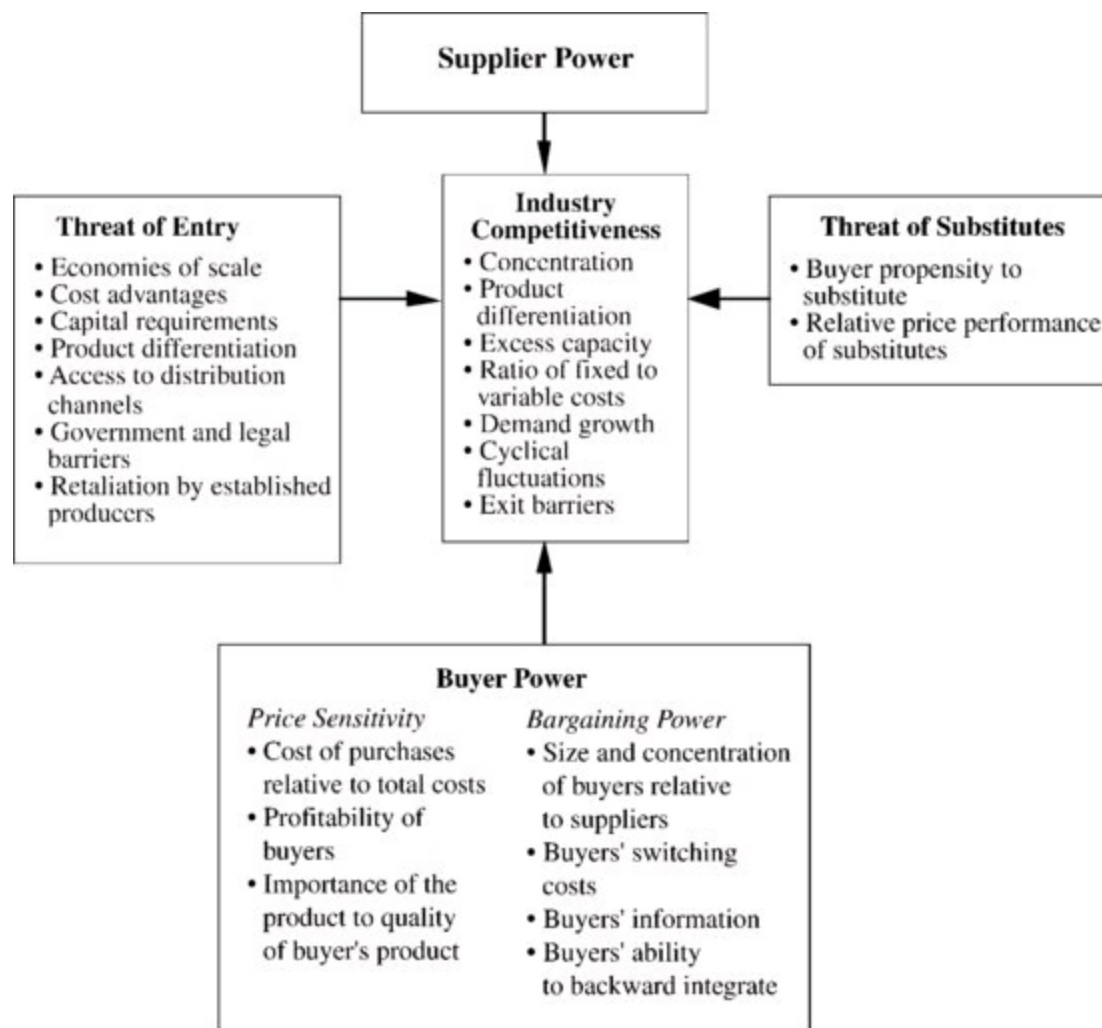 Supplier Power
Threat of Entry
• Economies of scale
• Cost advantages
• Capital requirements
• Product differentiation
• Access to distribution
channels
• Government and legal
barriers
• Retaliation by established
producers
Industry
Competitiveness
• Concentration
• Product
differentiation
• Excess capacity
• Ratio of fixed to
variable costs
• Demand growth
• Cyclical
fluctuations
• Exit barriers
Threat of Substitutes
• Buyer propensity to
substitute
• Relative price performance
of substitutes
Buyer Power
Price Sensitivity
• Cost of purchases
relative to total costs
• Profitability of
buyers
• Importance of the
product to quality
of buyer's product
Bargaining Power
• Size and concentration
of buyers relative
to suppliers
• Buyers' switching
costs
• Buyers' information
• Buyers' ability
to backward integrate